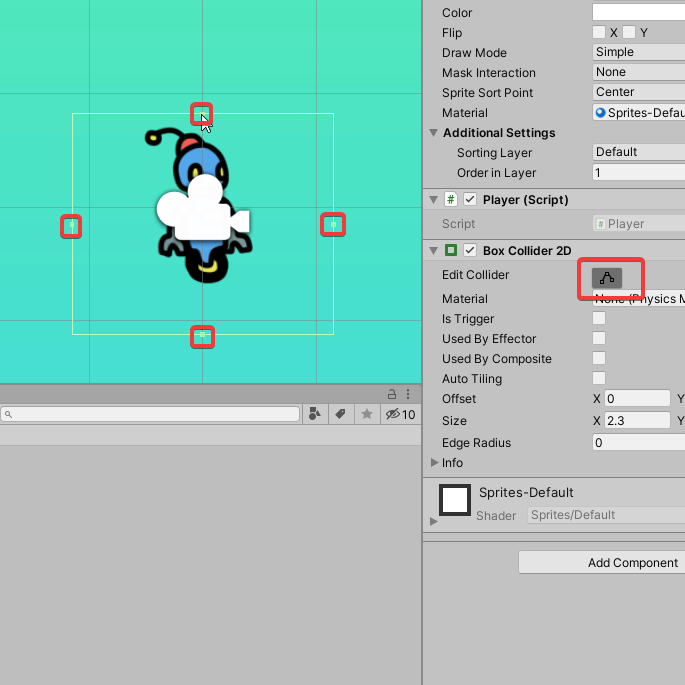 Color
Flip X Y
Draw Mode Simple
Mask Interaction None
Sprite Sort Point Center
Material Sprites-Defau
Additional Settings
Sorting Layer Default
Order in Layer 1
# Player (Script)
Script # Player
Box Collider 2D
Edit Collider
Material None (Physics M
Is Trigger
Used By Effector
Used By Composite
Auto Tiling
Offset X 0 Y
Size X 2.3 Y
Edge Radius 0
Info
10
Sprites-Default
Shader Sprites/Default
Add Component